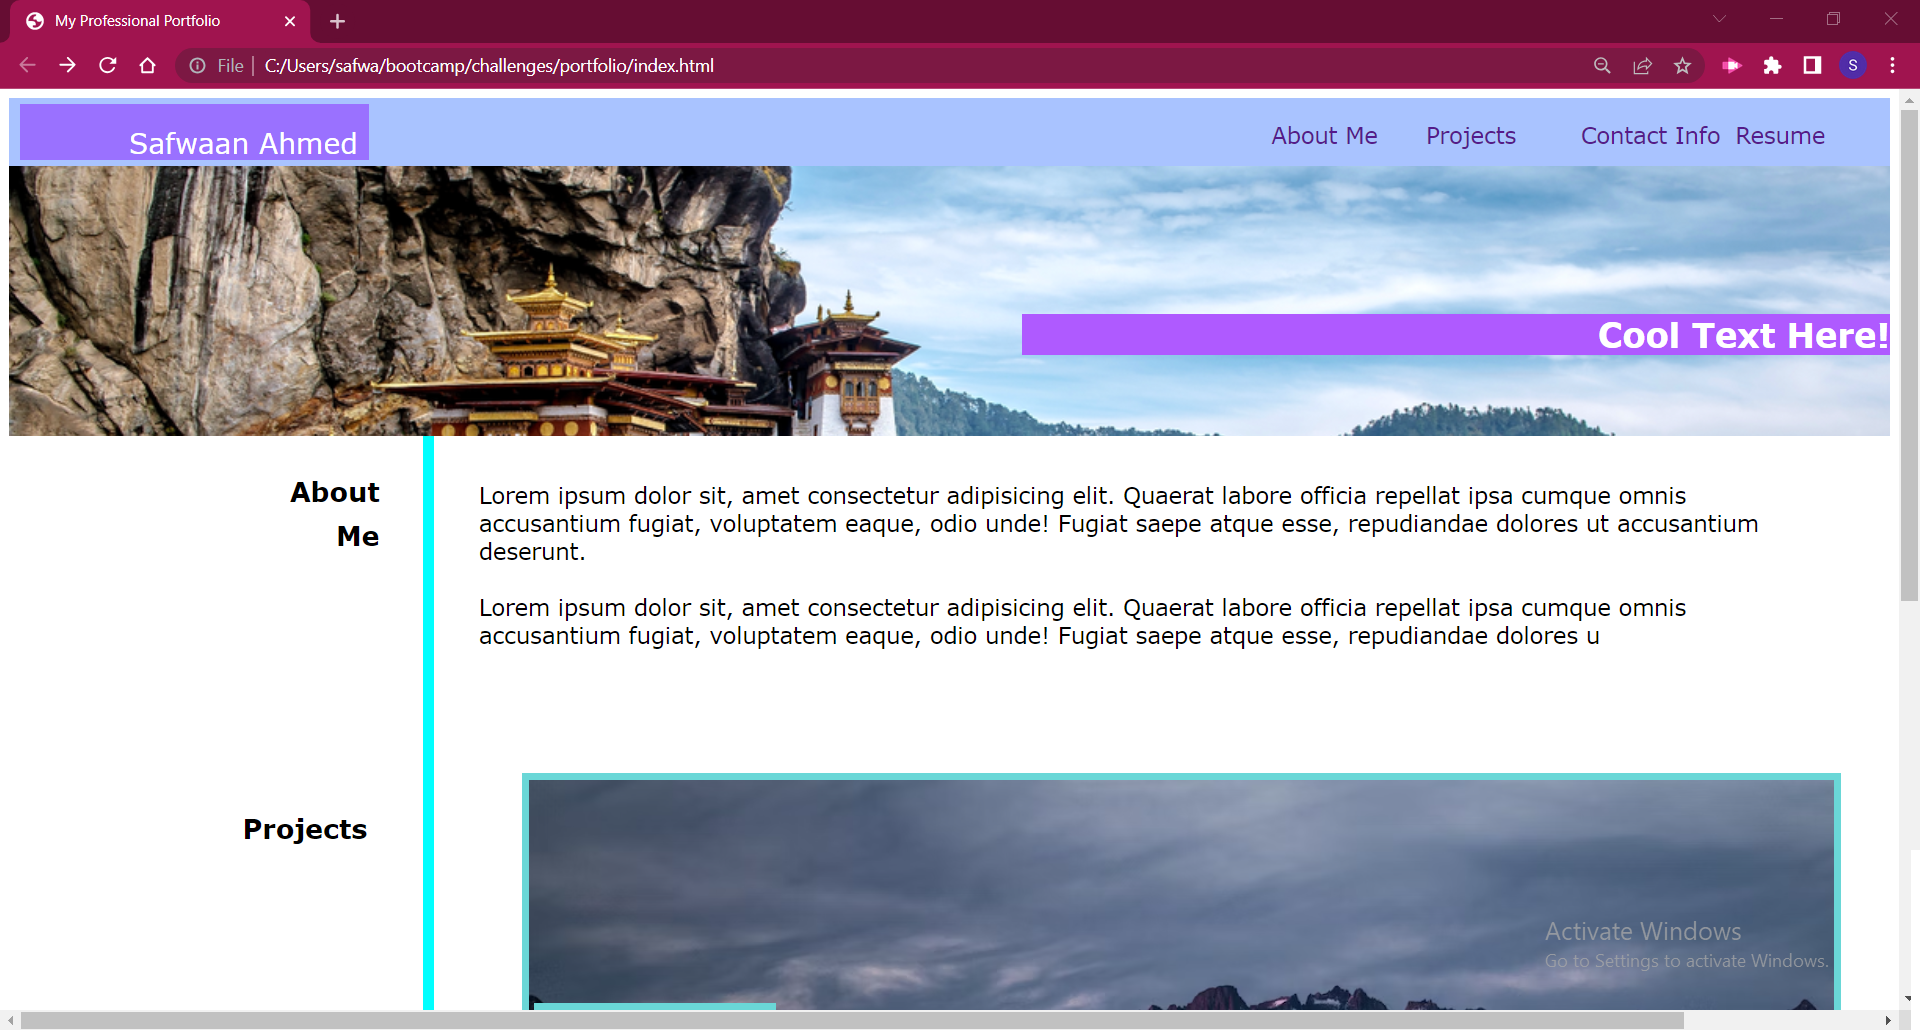 My Professional Portfolio
File
C:/Users/safwa/bootcamp/challenges/portfolio/index.html
S
Safwaan Ahmed
About Me Projects Contact Info Resume
Cool Text Here!
About
Me
Lorem ipsum dolor sit, amet consectetur adipisicing elit. Quaerat labore officia repellat ipsa cumque omnis
accusantium fugiat, voluptatem eaque, odio unde! Fugiat saepe atque esse, repudiandae dolores ut accusantium
deserunt.
Lorem ipsum dolor sit, amet consectetur adipisicing elit. Quaerat labore officia repellat ipsa cumque omnis
accusantium fugiat, voluptatem eaque, odio unde! Fugiat saepe atque esse, repudiandae dolores u
Projects
Activate Windows
Go to Settings to activate Windows.